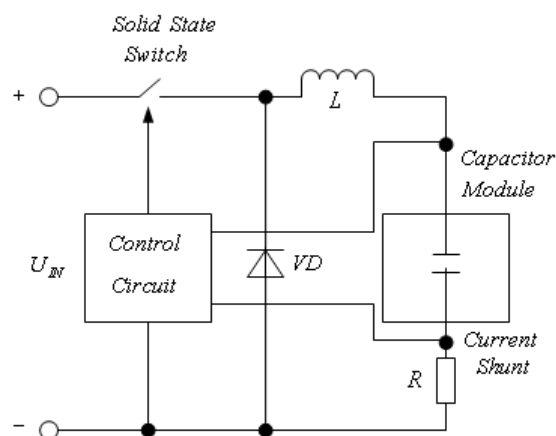 Solid State
Switch
+
L
Capacitor
Module
Control
Circuit
U_IN
VD
Current
Shunt
R
−